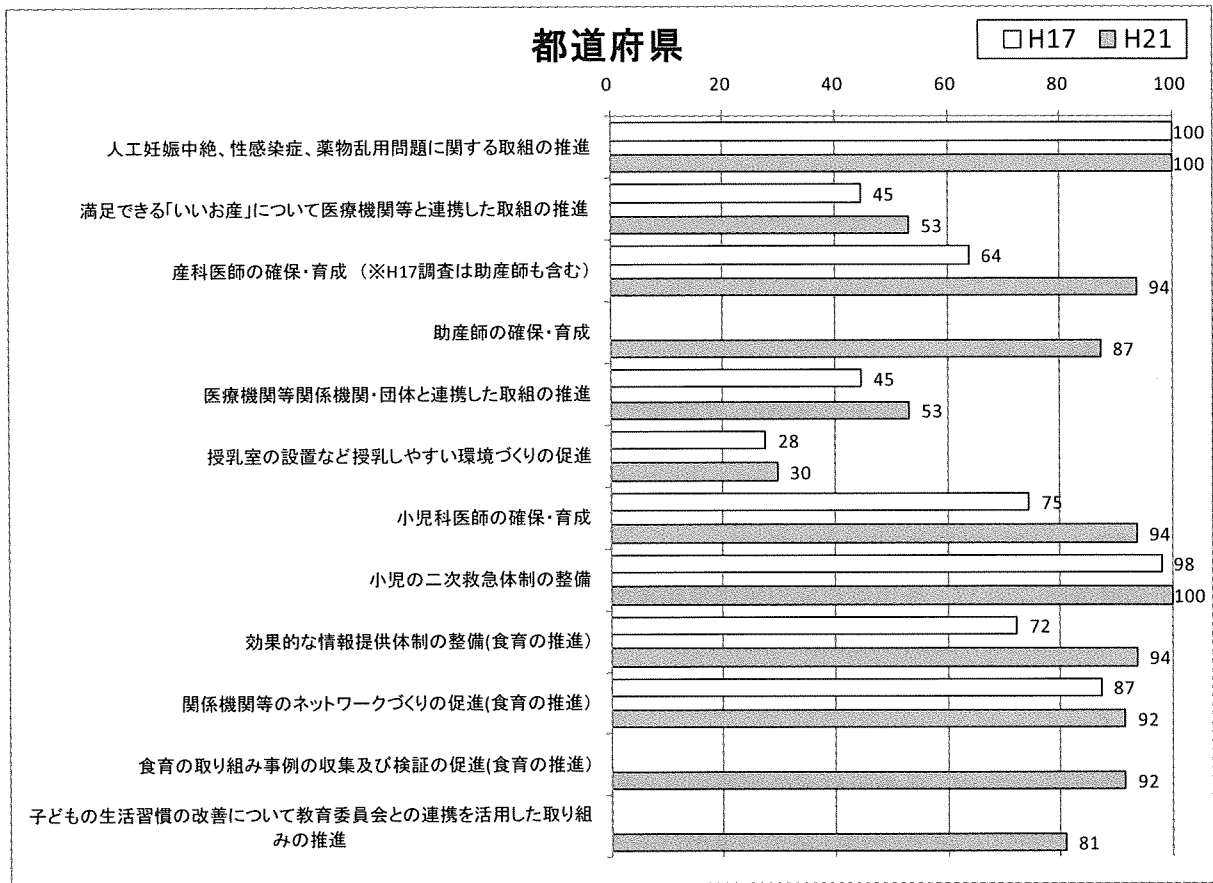 都道府県
□H17 ■H21
0 20 40 60 80 100
人工妊娠中絶、性感染症、薬物乱用問題に関する取組の推進
100
100
満足できる「いいお産」について医療機関等と連携した取組の推進
45
53
産科医師の確保・育成 （※H17調査は助産師も含む）
64
94
助産師の確保・育成
87
医療機関等関係機関・団体と連携した取組の推進
45
53
授乳室の設置など授乳しやすい環境づくりの促進
28
30
小児科医師の確保・育成
75
94
小児の二次救急体制の整備
98
100
効果的な情報提供体制の整備(食育の推進)
72
94
関係機関等のネットワークづくりの促進(食育の推進)
87
92
食育の取り組み事例の収集及び検証の促進(食育の推進)
92
子どもの生活習慣の改善について教育委員会との連携を活用した取り組
みの推進
81